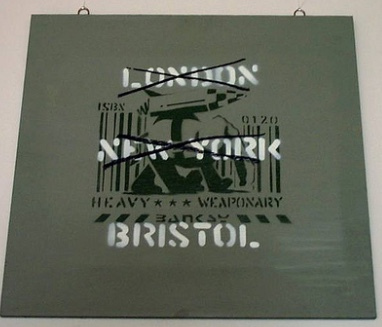 LONDON
ISBX
0120
NEW YORK
HEAVY *** WEAPONARY
BANKSY
BRISTOL